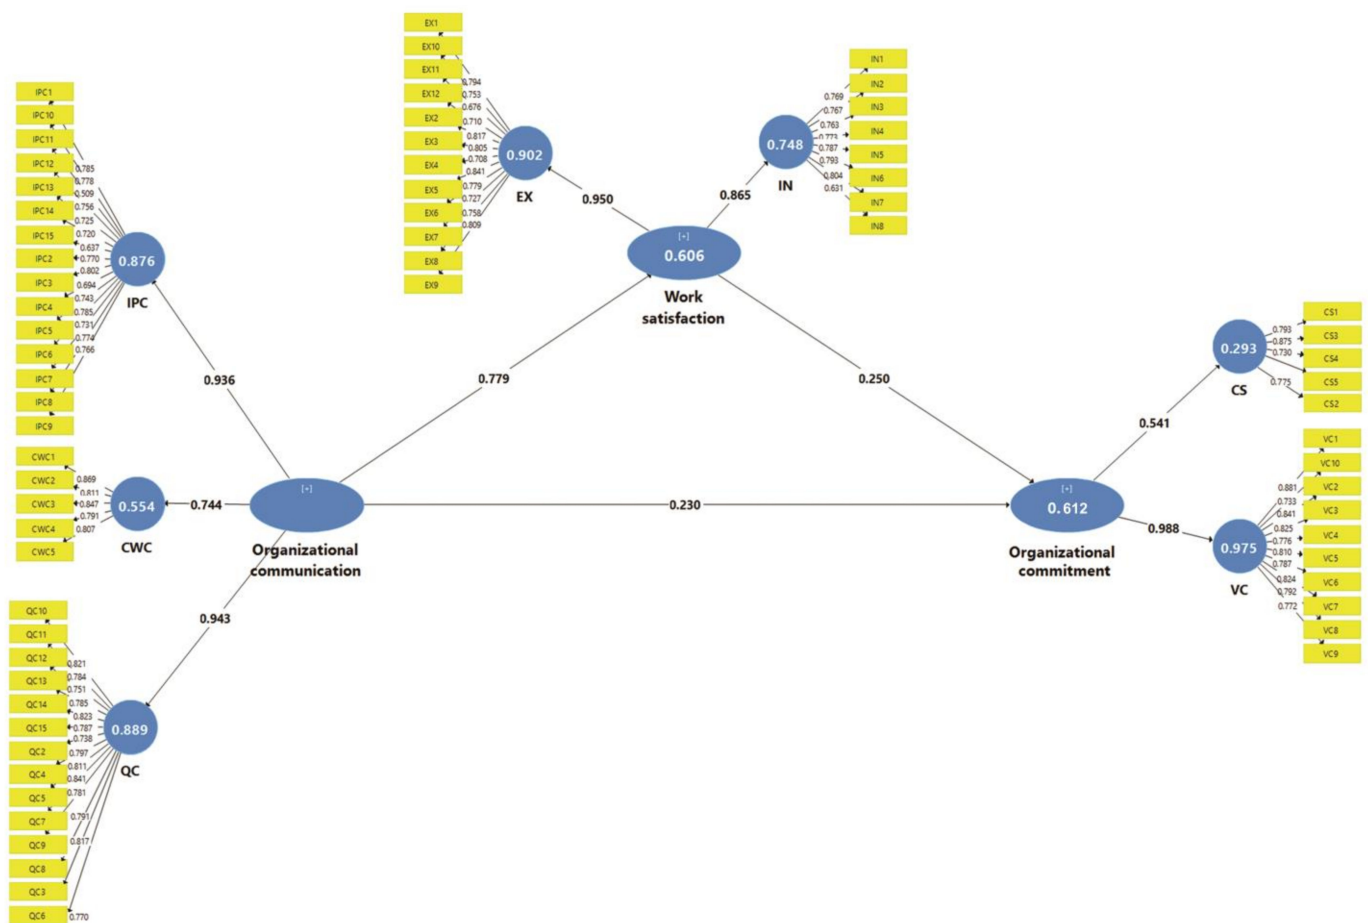 EX1
EX10
EX11
EX12
EX2
EX3
EX4
EX5
EX6
EX7
EX8
EX9
0.794
0.753
0.676
0.710
0.817
0.805
0.708
0.841
0.779
0.727
0.758
0.809
0.902
EX
IN1
IN2
IN3
IN4
IN5
IN6
IN7
IN8
0.769
0.767
0.763
0.773
0.787
0.793
0.804
0.631
0.748
IN
0.950
0.865
[+]
0.606
Work
satisfaction
IPC1
IPC10
IPC11
IPC12
IPC13
IPC14
IPC15
IPC2
IPC3
IPC4
IPC5
IPC6
IPC7
IPC8
IPC9
0.785
0.778
0.509
0.756
0.725
0.720
0.637
0.770
0.802
0.694
0.743
0.785
0.731
0.774
0.766
0.876
IPC
0.936
0.779
0.250
CS1
CS3
CS4
CS5
CS2
0.793
0.875
0.730
0.775
0.293
CS
0.541
CWC1
CWC2
CWC3
CWC4
CWC5
0.869
0.811
0.847
0.791
0.807
0.554
CWC
0.744
[+]
Organizational
communication
0.230
[+]
0.612
Organizational
commitment
0.988
VC1
VC10
VC2
VC3
VC4
VC5
VC6
VC7
VC8
VC9
0.881
0.733
0.841
0.825
0.776
0.810
0.787
0.824
0.792
0.772
0.975
VC
0.943
QC10
QC11
QC12
QC13
QC14
QC15
QC2
QC4
QC5
QC7
QC9
QC8
QC3
QC6
0.821
0.784
0.751
0.785
0.823
0.787
0.738
0.797
0.811
0.841
0.781
0.791
0.817
0.770
0.889
QC